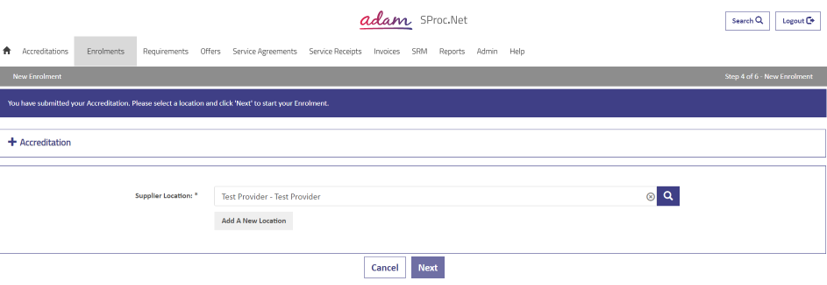 adam SProc.Net
Search
Logout
Accreditations Enrolments Requirements Offers Service Agreements Service Receipts Invoices SRM Reports Admin Help
New Enrolment Step 4 of 6 - New Enrolment
You have submitted your Accreditation. Please select a location and click 'Next' to start your Enrolment.
+ Accreditation
Supplier Location: * Test Provider - Test Provider
Add A New Location
Cancel Next